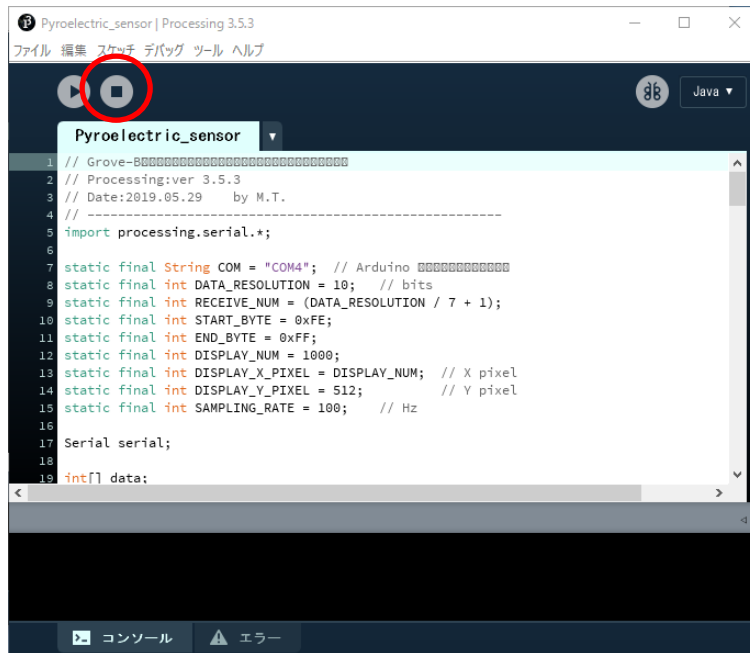 Pyroelectric_sensor | Processing 3.5.3
ファイル 編集 スケッチ デバッグ ツール ヘルプ
Java ▼
Pyroelectric_sensor ▼
1 // Grove-B
2 // Processing:ver 3.5.3
3 // Date:2019.05.29    by M.T.
4 // ------------------------------------------------------
5 import processing.serial.*;
6
7 static final String COM = "COM4";  // Arduino
8 static final int DATA_RESOLUTION = 10;   // bits
9 static final int RECEIVE_NUM = (DATA_RESOLUTION / 7 + 1);
10 static final int START_BYTE = 0xFE;
11 static final int END_BYTE = 0xFF;
12 static final int DISPLAY_NUM = 1000;
13 static final int DISPLAY_X_PIXEL = DISPLAY_NUM;  // X pixel
14 static final int DISPLAY_Y_PIXEL = 512;          // Y pixel
15 static final int SAMPLING_RATE = 100;    // Hz
16
17 Serial serial;
18
19 int[] data;
コンソール エラー